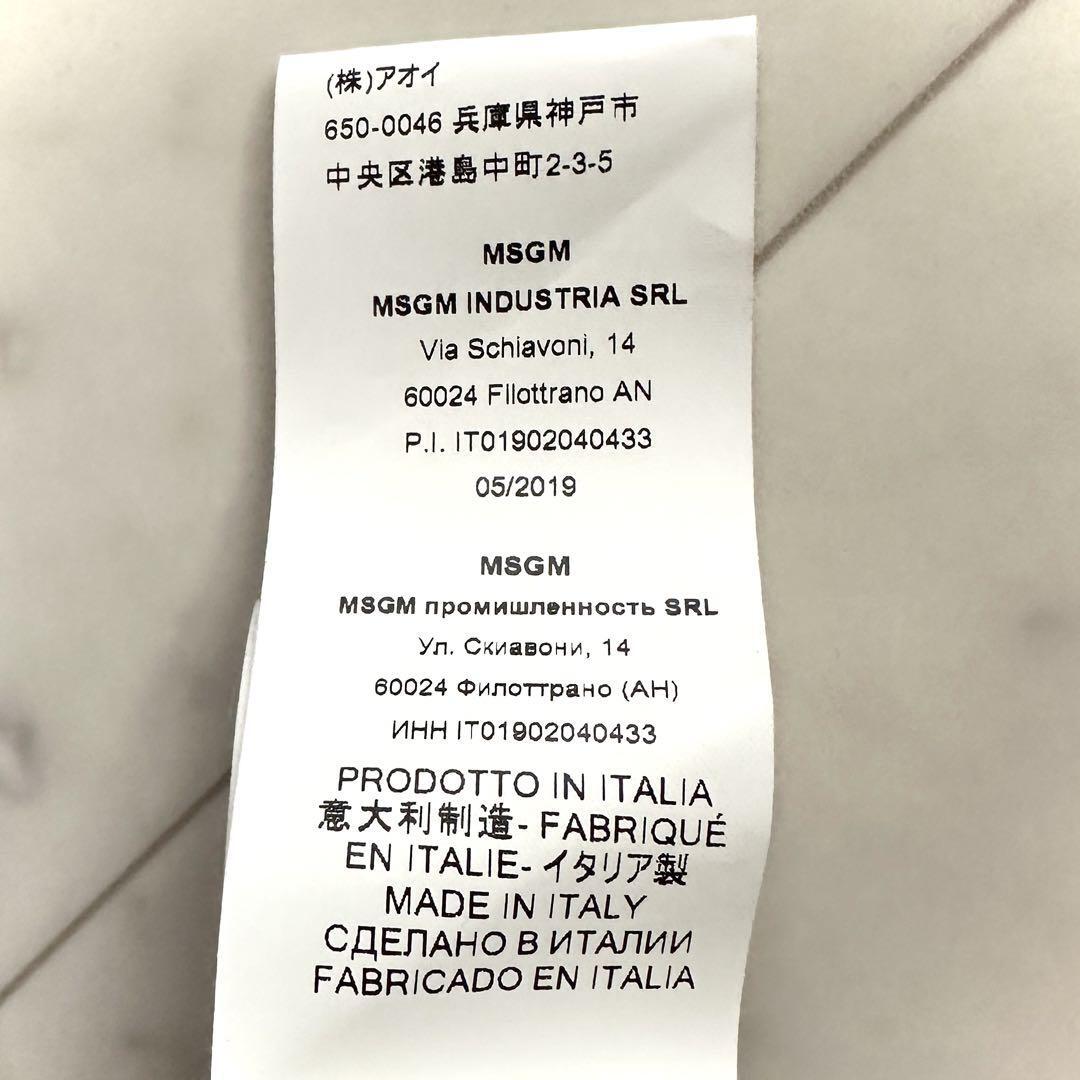 (株)アオイ
650-0046 兵庫県神戸市
中央区港島中町2-3-5
MSGM
MSGM INDUSTRIA SRL
Via Schiavoni, 14
60024 Filottrano AN
P.I. IT01902040433
05/2019
MSGM
MSGM промишленность SRL
Ул. Скиавони, 14
60024 Филоттрано (АН)
ИНН IT01902040433
PRODOTTO IN ITALIA
意大利制造- FABRIQUÉ
EN ITALIE- イタリア製
MADE IN ITALY
СДЕЛАНО В ИТАЛИИ
FABRICADO EN ITALIA